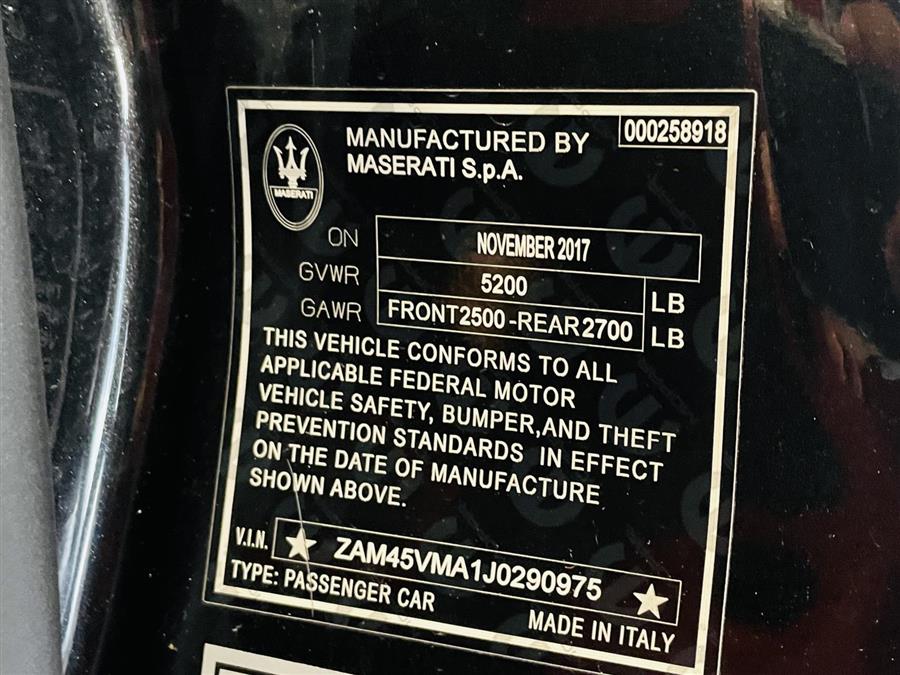 MANUFACTURED BY
MASERATI S.p.A.
000258918
MASERATI
ON NOVEMBER 2017
GVWR 5200 LB
GAWR FRONT2500-REAR2700 LB
THIS VEHICLE CONFORMS TO ALL
APPLICABLE FEDERAL MOTOR
VEHICLE SAFETY, BUMPER,AND THEFT
PREVENTION STANDARDS IN EFFECT
ON THE DATE OF MANUFACTURE
SHOWN ABOVE.
V.I.N. ★ ZAM45VMA1J0290975 ★
TYPE: PASSENGER CAR
MADE IN ITALY